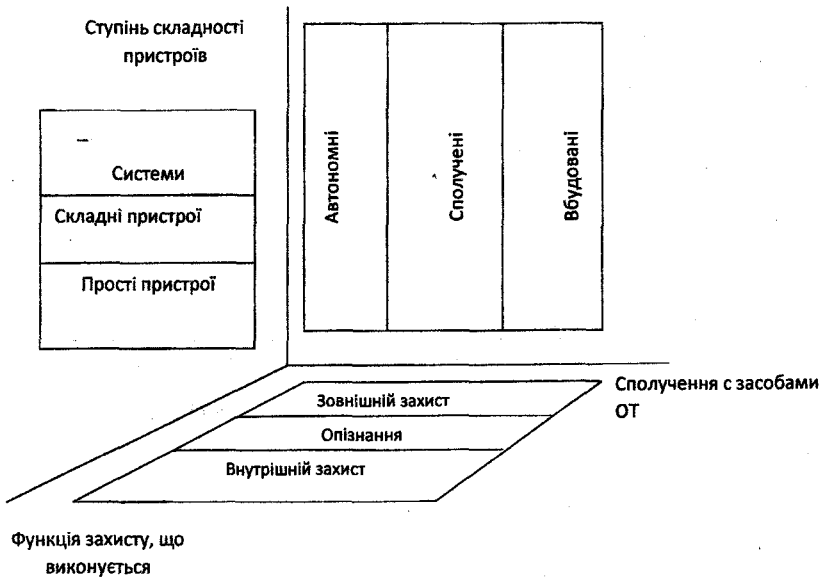 Ступінь складності
пристроїв
Системи
Складні пристрої
Прості пристрої
Автономні
Сполучені
Вбудовані
Сполучення с засобами
ОТ
Зовнішній захист
Опізнання
Внутрішній захист
Функція захисту, що
виконується